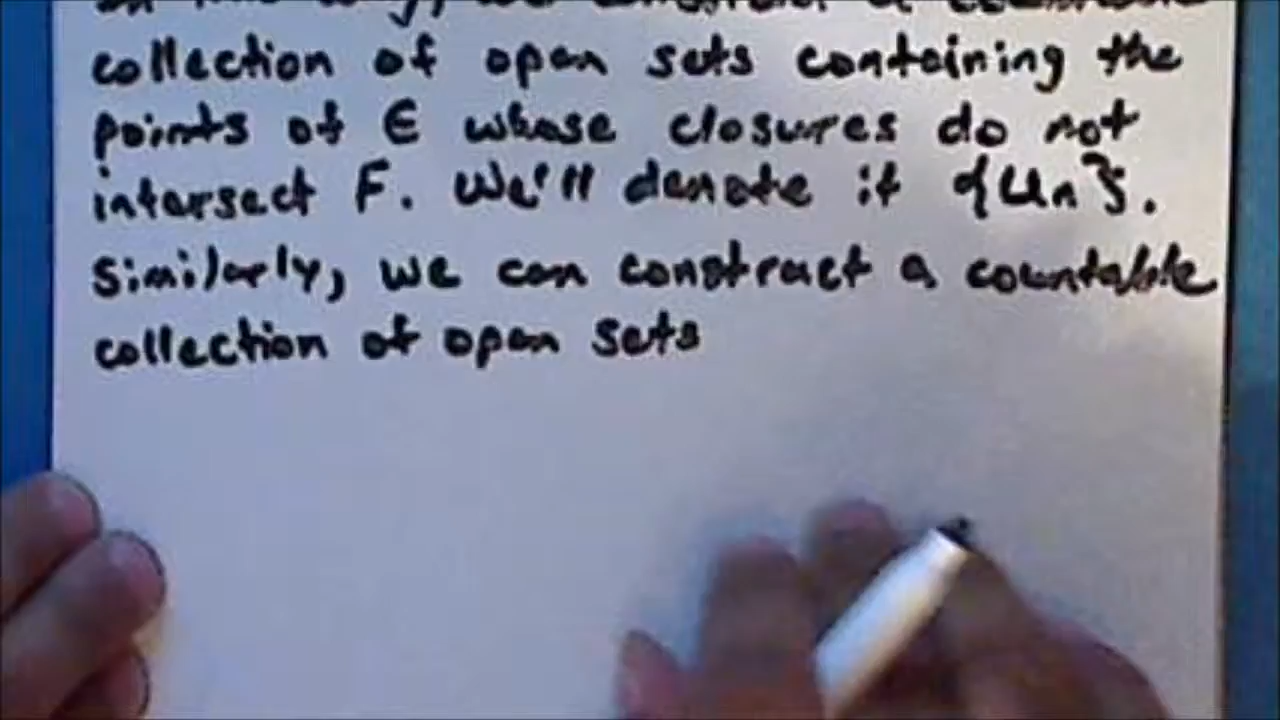 collection of open sets containing the
points of E whose closures do not
intersect F. We'll denote it {Un}.
Similarly, we can construct a countable
collection of open sets